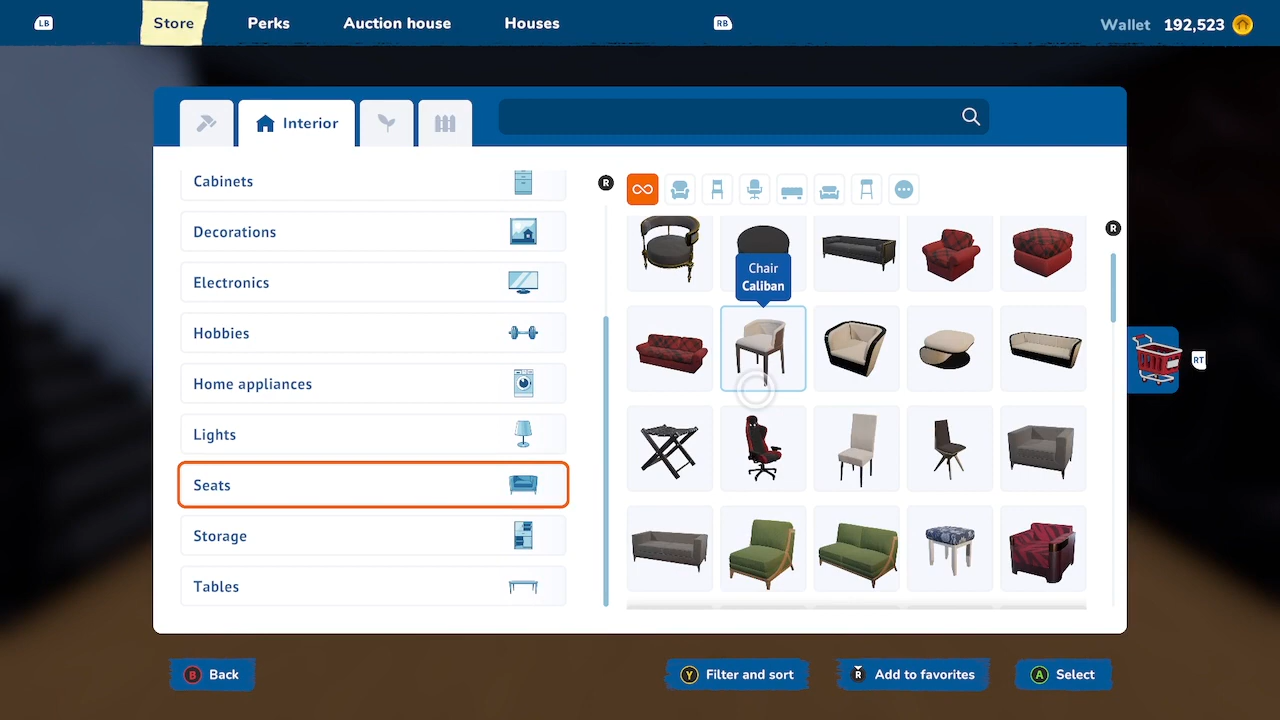 LB
Store
Perks
Auction house
Houses
RB
Wallet 192,523
Interior
Cabinets
Decorations
Electronics
Hobbies
Home appliances
Lights
Seats
Storage
Tables
R
R
Chair
Caliban
RT
B Back
Y Filter and sort
R Add to favorites
A Select